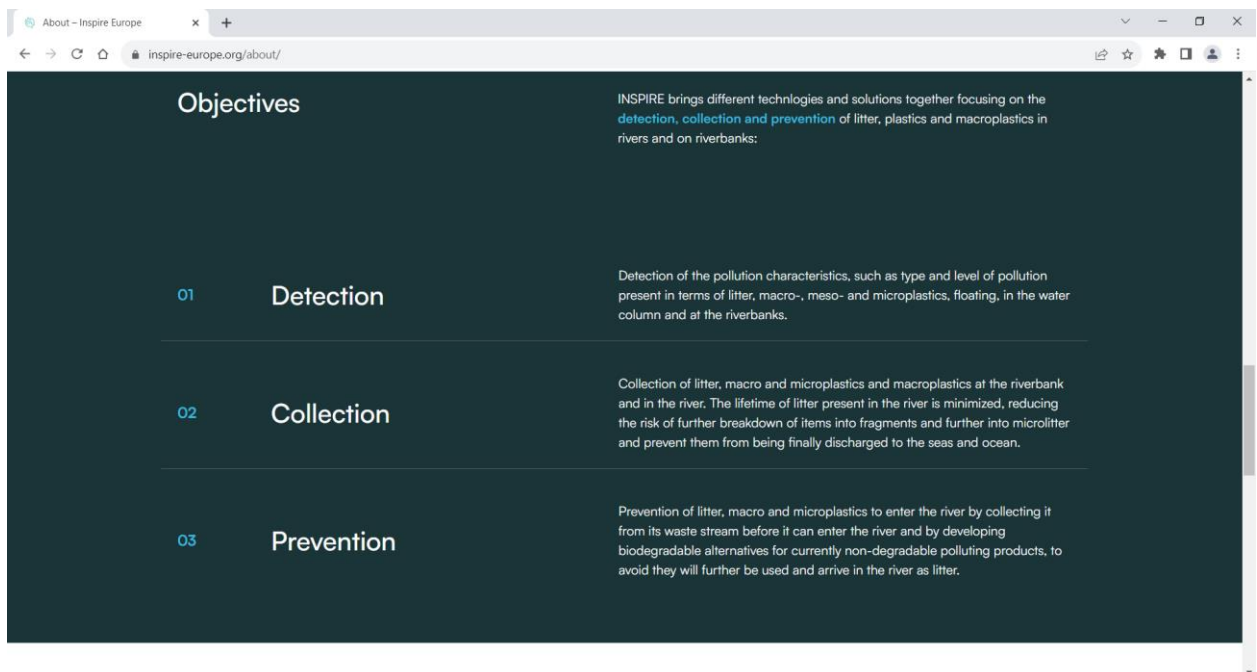 About – Inspire Europe
inspire-europe.org/about/
Objectives
INSPIRE brings different technlogies and solutions together focusing on the
detection, collection and prevention of litter, plastics and macroplastics in
rivers and on riverbanks:
01
Detection
Detection of the pollution characteristics, such as type and level of pollution
present in terms of litter, macro-, meso- and microplastics, floating, in the water
column and at the riverbanks.
02
Collection
Collection of litter, macro and microplastics and macroplastics at the riverbank
and in the river. The lifetime of litter present in the river is minimized, reducing
the risk of further breakdown of items into fragments and further into microlitter
and prevent them from being finally discharged to the seas and ocean.
03
Prevention
Prevention of litter, macro and microplastics to enter the river by collecting it
from its waste stream before it can enter the river and by developing
biodegradable alternatives for currently non-degradable polluting products, to
avoid they will further be used and arrive in the river as litter.